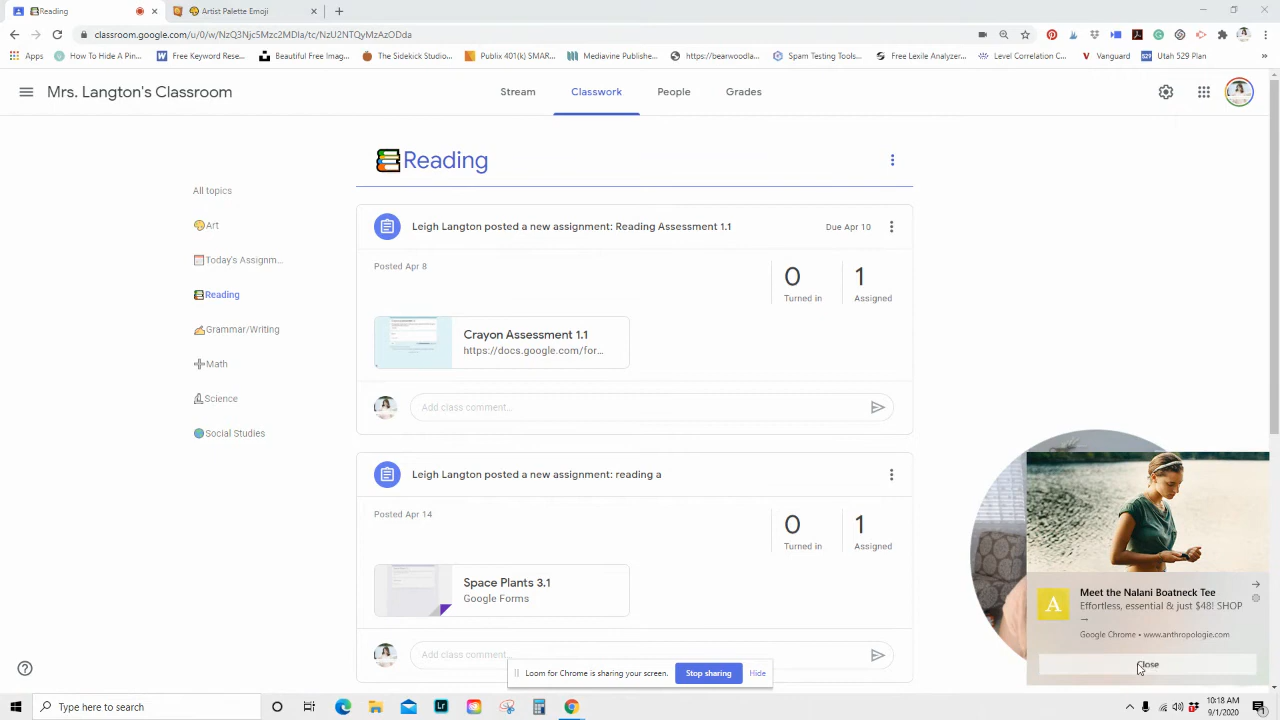 Reading
Artist Palette Emoji
classroom.google.com/u/0/w/NzQ3Njc5Mzc2MDla/tc/NzU2NTQyMzAzODda
Apps
How To Hide A Pin...
Free Keyword Rese...
Bautiful Free Imag...
The Sidekick Studio...
Publix 401(k) SMAR...
Mediavine Publishe...
https://bearwoodla...
Spam Testing Tools...
Free Lexile Analyzer...
Level Correlation C...
Vanguard
Utah 529 Plan
Mrs. Langton's Classroom
Stream
Classwork
People
Grades
Reading
All topics
Art
Today's Assignm...
Reading
Grammar/Writing
Math
Science
Social Studies
Leigh Langton posted a new assignment: Reading Assessment 1.1
Due Apr 10
Posted Apr 8
0
Turned in
1
Assigned
Crayon Assessment 1.1
https://docs.google.com/for...
Add class comment...
Leigh Langton posted a new assignment: reading a
Posted Apr 14
0
Turned in
1
Assigned
Space Plants 3.1
Google Forms
Add class comment...
Meet the Nalani Boatneck Tee
Effortless, essential & just $48! SHOP
→
Google Chrome • www.anthropologie.com
Close
A
Loom for Chrome is sharing your screen.
Stop sharing
Hide
Type here to search
10:18 AM
9/1/2020